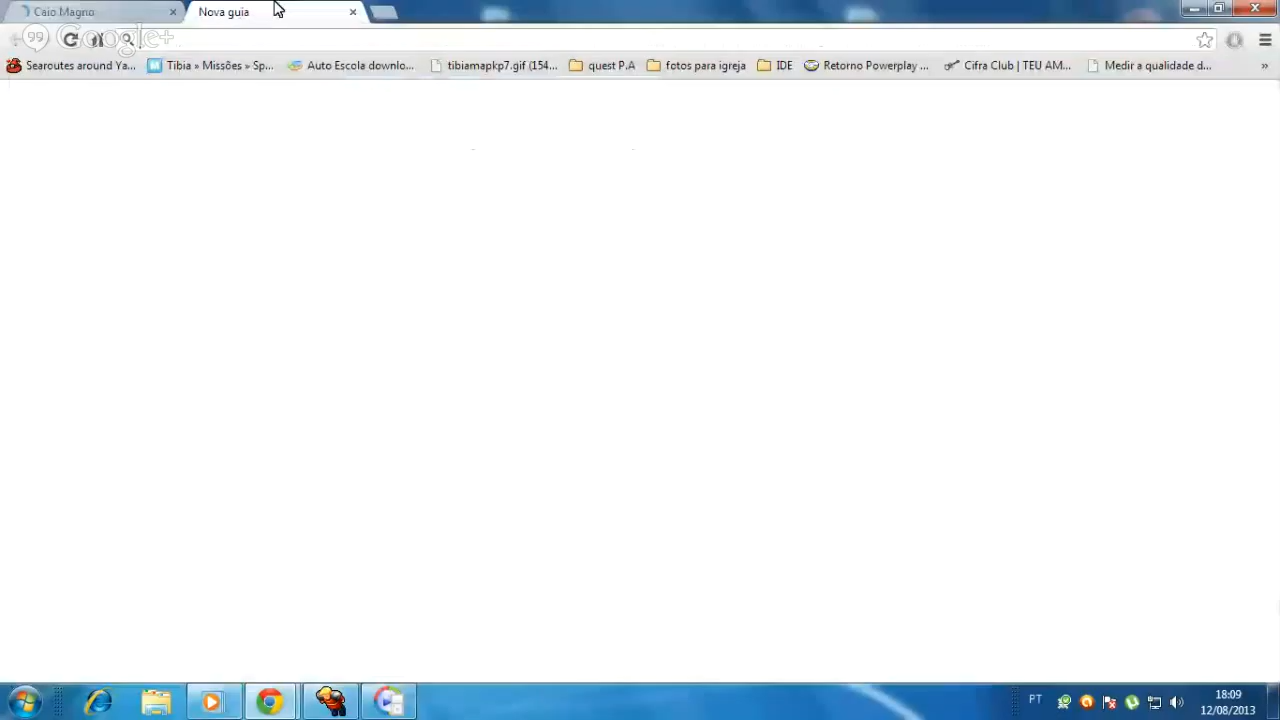 Caio Magno
Nova guia
Google+
Searoutes around Ya...
Tibia » Missões » Sp...
Auto Escola downlo...
tibiamapkp7.gif (154...
quest P.A
fotos para igreja
IDE
Retorno Powerplay ...
Cifra Club | TEU AM...
Medir a qualidade d...
»
PT
18:09
12/08/2013